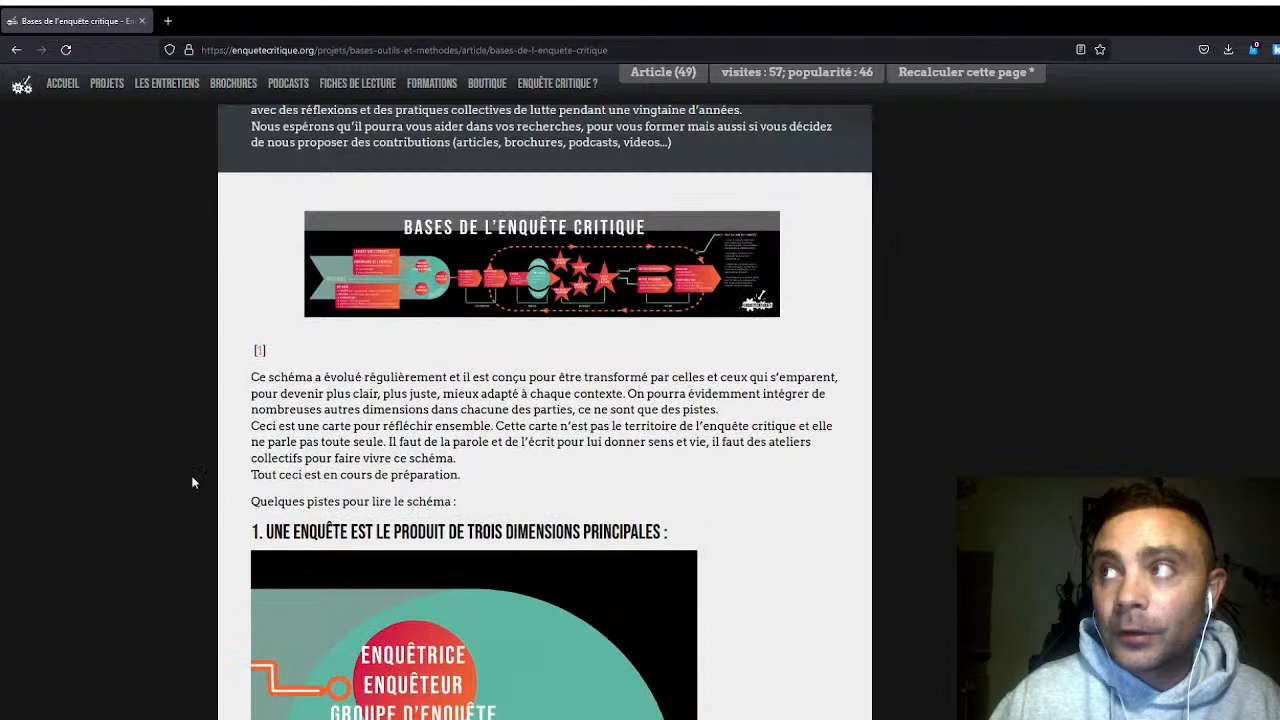 Bases de l'enquête critique - En
https://enquetecritique.org/projets/bases-outils-et-methodes/article/bases-de-l-enquete-critique
ACCUEIL PROJETS LES ENTRETIENS BROCHURES PODCASTS FICHES DE LECTURE FORMATIONS BOUTIQUE ENQUÊTE CRITIQUE ?
Article (49) visites : 57; popularité : 46 Recalculer cette page *
avec des réflexions et des pratiques collectives de lutte pendant une vingtaine d’années.
Nous espérons qu’il pourra vous aider dans vos recherches, pour vous former mais aussi si vous décidez
de nous proposer des contributions (articles, brochures, podcasts, videos...)
BASES DE L’ENQUÊTE CRITIQUE
[1]
Ce schéma a évolué régulièrement et il est conçu pour être transformé par celles et ceux qui s’emparent,
pour devenir plus clair, plus juste, mieux adapté à chaque contexte. On pourra évidemment intégrer de
nombreuses autres dimensions dans chacune des parties, ce ne sont que des pistes.
Ceci est une carte pour réfléchir ensemble. Cette carte n’est pas le territoire de l’enquête critique et elle
ne parle pas toute seule. Il faut de la parole et de l’écrit pour lui donner sens et vie, il faut des ateliers
collectifs pour faire vivre ce schéma.
Tout ceci est en cours de préparation.
Quelques pistes pour lire le schéma :
1. UNE ENQUÊTE EST LE PRODUIT DE TROIS DIMENSIONS PRINCIPALES :
ENQUÊTRICE
ENQUÊTEUR
GROUPE D’ENQUÊTE